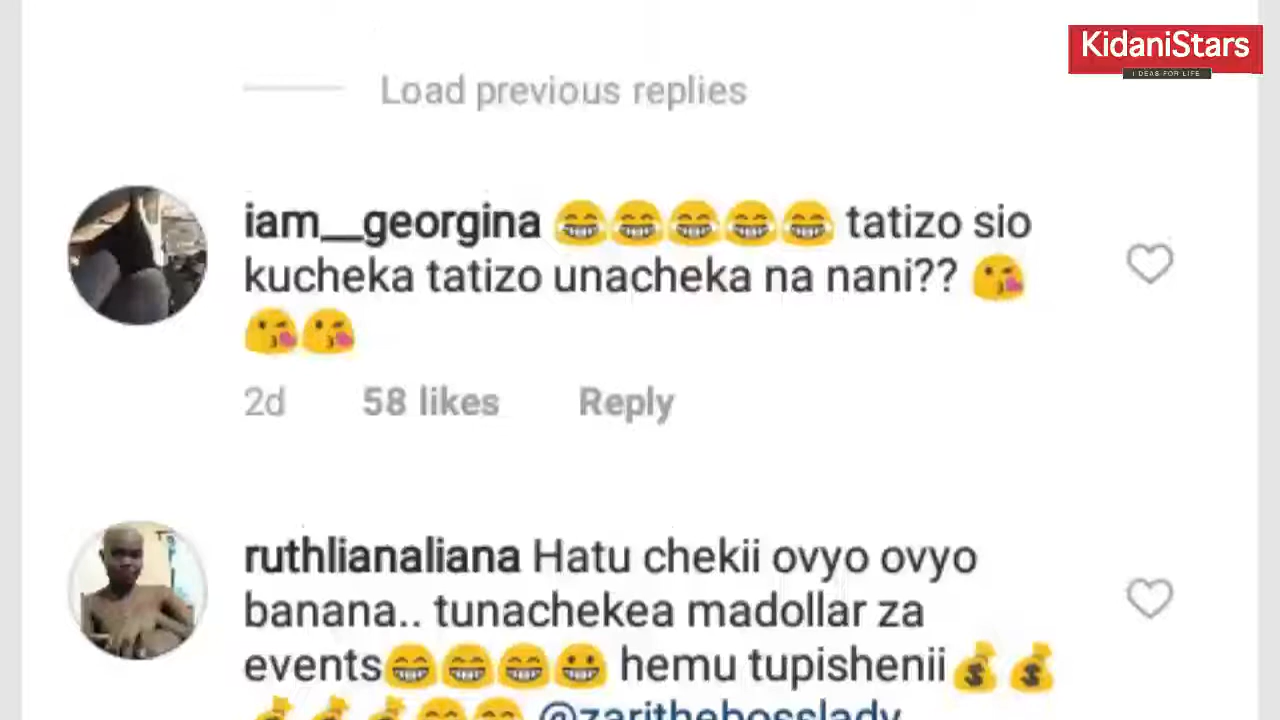 KidaniStars
IDEAS FOR LIFE
Load previous replies
iam__georgina 😂😂😂😂😂 tatizo sio
kucheka tatizo unacheka na nani?? 😘
😘😘
2d 58 likes Reply
ruthlianaliana Hatu chekii ovyo ovyo
banana.. tunachekea madollar za
events😁😁😁😀 hemu tupishenii💰💰
💰💰💰😁😁 @zarithebosslady